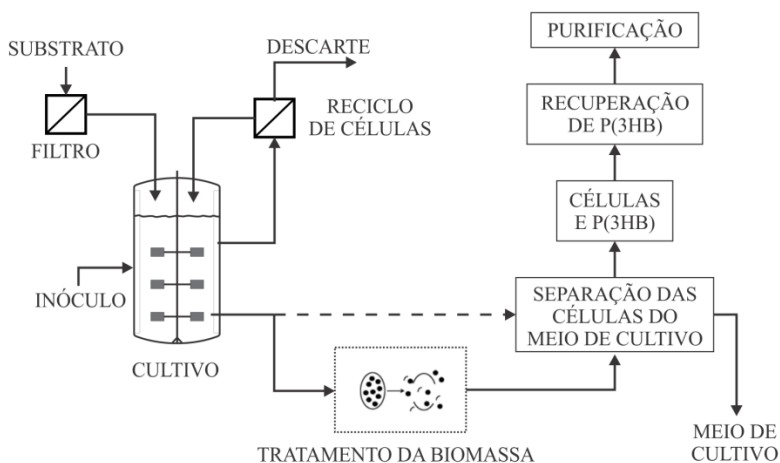 SUBSTRATO
FILTRO
DESCARTE
RECICLO
DE CÉLULAS
INÓCULO
CULTIVO
TRATAMENTO DA BIOMASSA
PURIFICAÇÃO
RECUPERAÇÃO
DE P(3HB)
CÉLULAS
E P(3HB)
SEPARAÇÃO DAS
CÉLULAS DO
MEIO DE CULTIVO
MEIO DE
CULTIVO